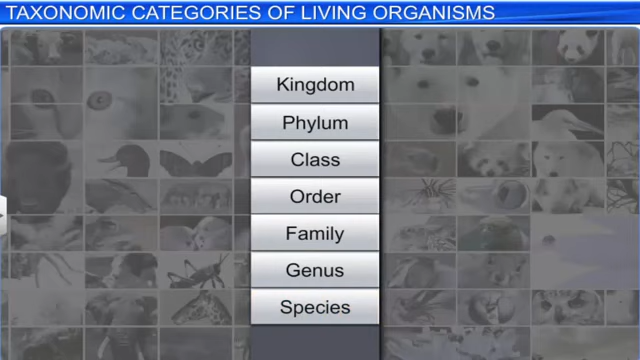 TAXONOMIC CATEGORIES OF LIVING ORGANISMS
Kingdom
Phylum
Class
Order
Family
Genus
Species